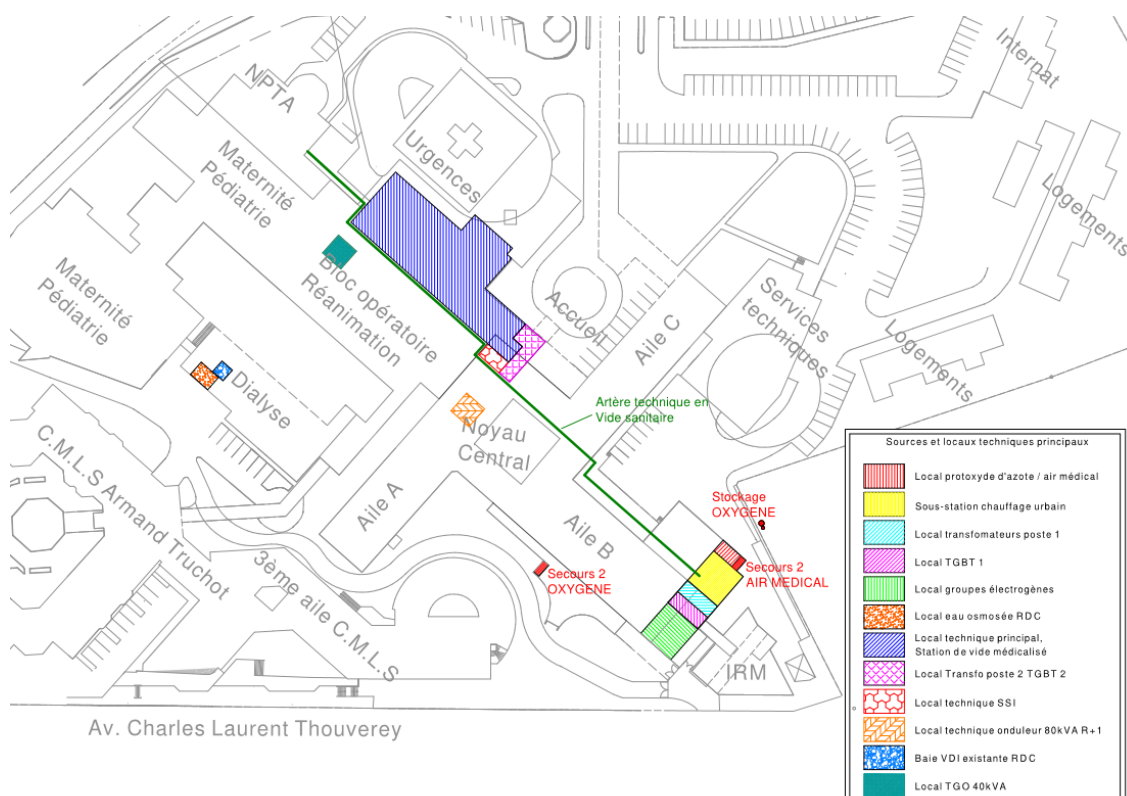 NPTA
Urgences
Internat
Maternité
Pédiatrie
Logements
Maternité
Pédiatrie
Bloc opératoire
Réanimation
Accueil
Aile C
Services
techniques
Logements
Dialyse
Artère technique en
Vide sanitaire
Noyau
Central
C.M.L.S Armand Truchot
Aile A
Aile B
3ème aile C.M.L.S
Stockage
OXYGENE
Secours 2
OXYGENE
Secours 2
AIR MEDICAL
IRM
Av. Charles Laurent Thouverey
Sources et locaux techniques principaux
Local protoxyde d'azote / air médical
Sous-station chauffage urbain
Local transfomateurs poste 1
Local TGBT 1
Local groupes électrogènes
Local eau osmosée RDC
Local technique principal,
Station de vide médicalisé
Local Transfo poste 2 TGBT 2
Local technique SSI
Local technique onduleur 80kVA R+1
Baie VDI existante RDC
Local TGO 40kVA